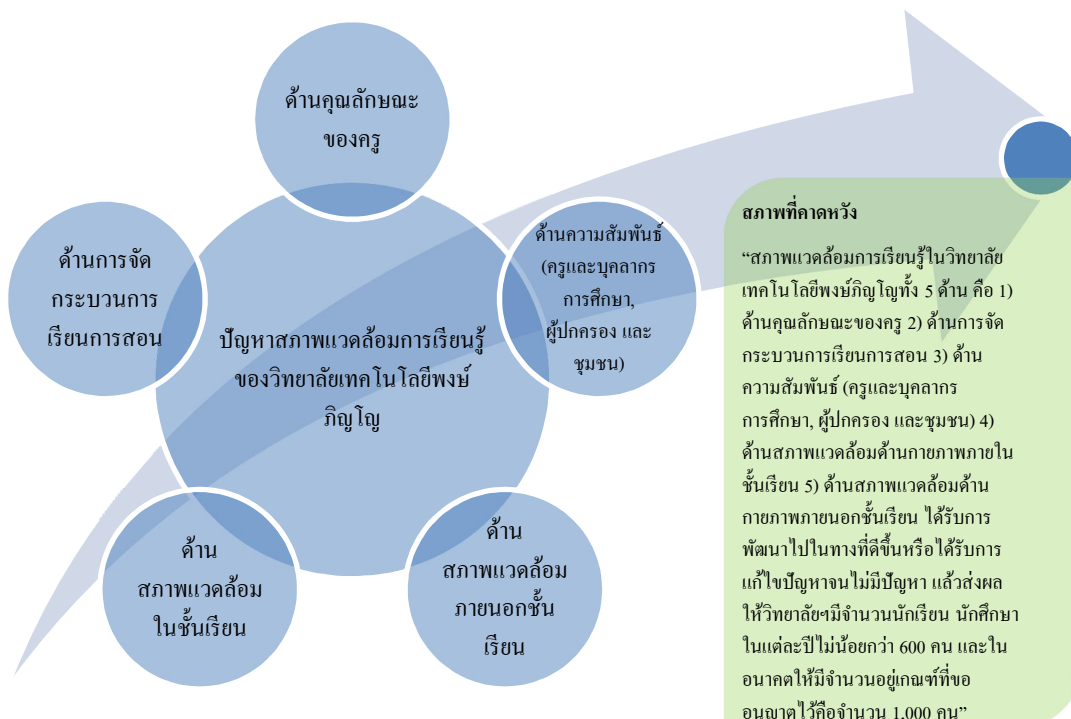 ด้านคุณลักษณะ
ของครู
ด้านการจัด
กระบวนการ
เรียนการสอน
ด้านความสัมพันธ์
(ครูและบุคลากร
การศึกษา,
ผู้ปกครอง และ
ชุมชน)
ปัญหาสภาพแวดล้อมการเรียนรู้
ของวิทยาลัยเทคโนโลยีพงษ์
ภิญโญ
ด้าน
สภาพแวดล้อม
ในชั้นเรียน
ด้าน
สภาพแวดล้อม
ภายนอกชั้น
เรียน
สภาพที่คาดหวัง
“สภาพแวดล้อมการเรียนรู้ในวิทยาลัย
เทคโนโลยีพงษ์ภิญโญทั้ง 5 ด้าน คือ 1)
ด้านคุณลักษณะของครู 2) ด้านการจัด
กระบวนการเรียนการสอน 3) ด้าน
ความสัมพันธ์ (ครูและบุคลากร
การศึกษา, ผู้ปกครอง และชุมชน) 4)
ด้านสภาพแวดล้อมด้านกายภาพภายใน
ชั้นเรียน 5) ด้านสภาพแวดล้อมด้าน
กายภาพภายนอกชั้นเรียน ได้รับการ
พัฒนาไปในทางที่ดีขึ้นหรือได้รับการ
แก้ไขปัญหาจนไม่มีปัญหา แล้วส่งผล
ให้วิทยาลัยฯมีจำนวนนักเรียน นักศึกษา
ในแต่ละปีไม่น้อยกว่า 600 คน และใน
อนาคตให้มีจำนวนอยู่เกณฑ์ที่ขอ
อนุญาตไว้คือจำนวน 1,000 คน”